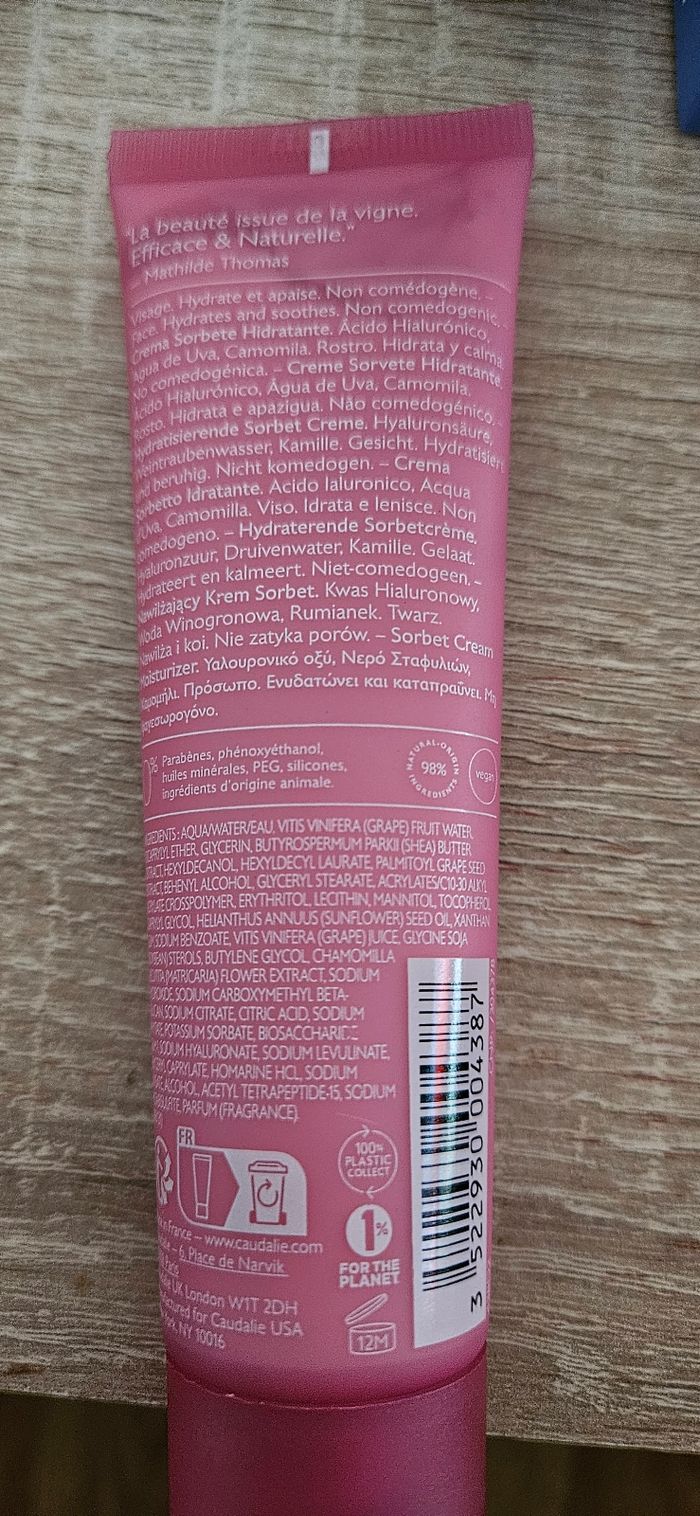 "La beauté issue de la vigne.
Efficace & Naturelle."
— Mathilde Thomas
Visage. Hydrate et apaise. Non comédogène. –
Face. Hydrates and soothes. Non comedogenic. –
Crema Sorbete Hidratante. Ácido Hialurónico,
Agua de Uva, Camomila. Rostro. Hidrata y calma.
No comedogénica. – Creme Sorvete Hidratante.
Ácido Hialurónico, Água de Uva, Camomila.
Rosto. Hidrata e apazigua. Não comedogénico. –
Hydratisierende Sorbet Creme. Hyaluronsäure,
Weintraubenwasser, Kamille. Gesicht. Hydratisiert
und beruhig. Nicht komedogen. – Crema
Sorbetto Idratante. Acido Ialuronico, Acqua
d'Uva, Camomilla. Viso. Idrata e lenisce. Non
comedogeno. – Hydraterende Sorbetcrème.
Hyaluronzuur, Druivenwater, Kamilie. Gelaat.
Hydrateert en kalmeert. Niet-comedogeen. –
Nawilżający Krem Sorbet. Kwas Hialuronowy,
Woda Winogronowa, Rumianek. Twarz.
Nawilża i koi. Nie zatyka porów. – Sorbet Cream
Moisturizer. Υαλουρονικό οξύ, Νερό Σταφυλιών,
Χαμομήλι. Πρόσωπο. Ενυδατώνει και καταπραΰνει. Μη
φαγεσωρογόνο.
% Parabènes, phénoxyéthanol,
huiles minérales, PEG, silicones,
ingrédients d'origine animale.
NATURAL-ORIGIN
98%
INGREDIENTS
vegan
INGREDIENTS : AQUA/WATER/EAU, VITIS VINIFERA (GRAPE) FRUIT WATER,
ETHER, GLYCERIN, BUTYROSPERMUM PARKII (SHEA) BUTTER
EXTRACT, HEXYLDECANOL, HEXYLDECYL LAURATE, PALMITOYL GRAPE SEED
EXTRACT, BEHENYL ALCOHOL, GLYCERYL STEARATE, ACRYLATES/C10-30 ALKYL
CROSSPOLYMER, ERYTHRITOL, LECITHIN, MANNITOL, TOCOPHEROL,
GLYCOL, HELIANTHUS ANNUUS (SUNFLOWER) SEED OIL, XANTHAN
SODIUM BENZOATE, VITIS VINIFERA (GRAPE) JUICE, GLYCINE SOJA
STEROLS, BUTYLENE GLYCOL, CHAMOMILLA
(MATRICARIA) FLOWER EXTRACT, SODIUM
SODIUM CARBOXYMETHYL BETA-
SODIUM CITRATE, CITRIC ACID, SODIUM
POTASSIUM SORBATE, BIOSACCHARIDE
SODIUM HYALURONATE, SODIUM LEVULINATE,
CAPRYLATE, HOMARINE HCL, SODIUM
ALCOHOL, ACETYL TETRAPEPTIDE-15, SODIUM
PARFUM (FRAGRANCE).
FR
100%
PLASTIC
COLLECT
1%
FOR THE
PLANET
12M
in France – www.caudalie.com
6, Place de Narvik
Paris
UK London W1T 2DH
for Caudalie USA
NY 10016
3 522930 004387